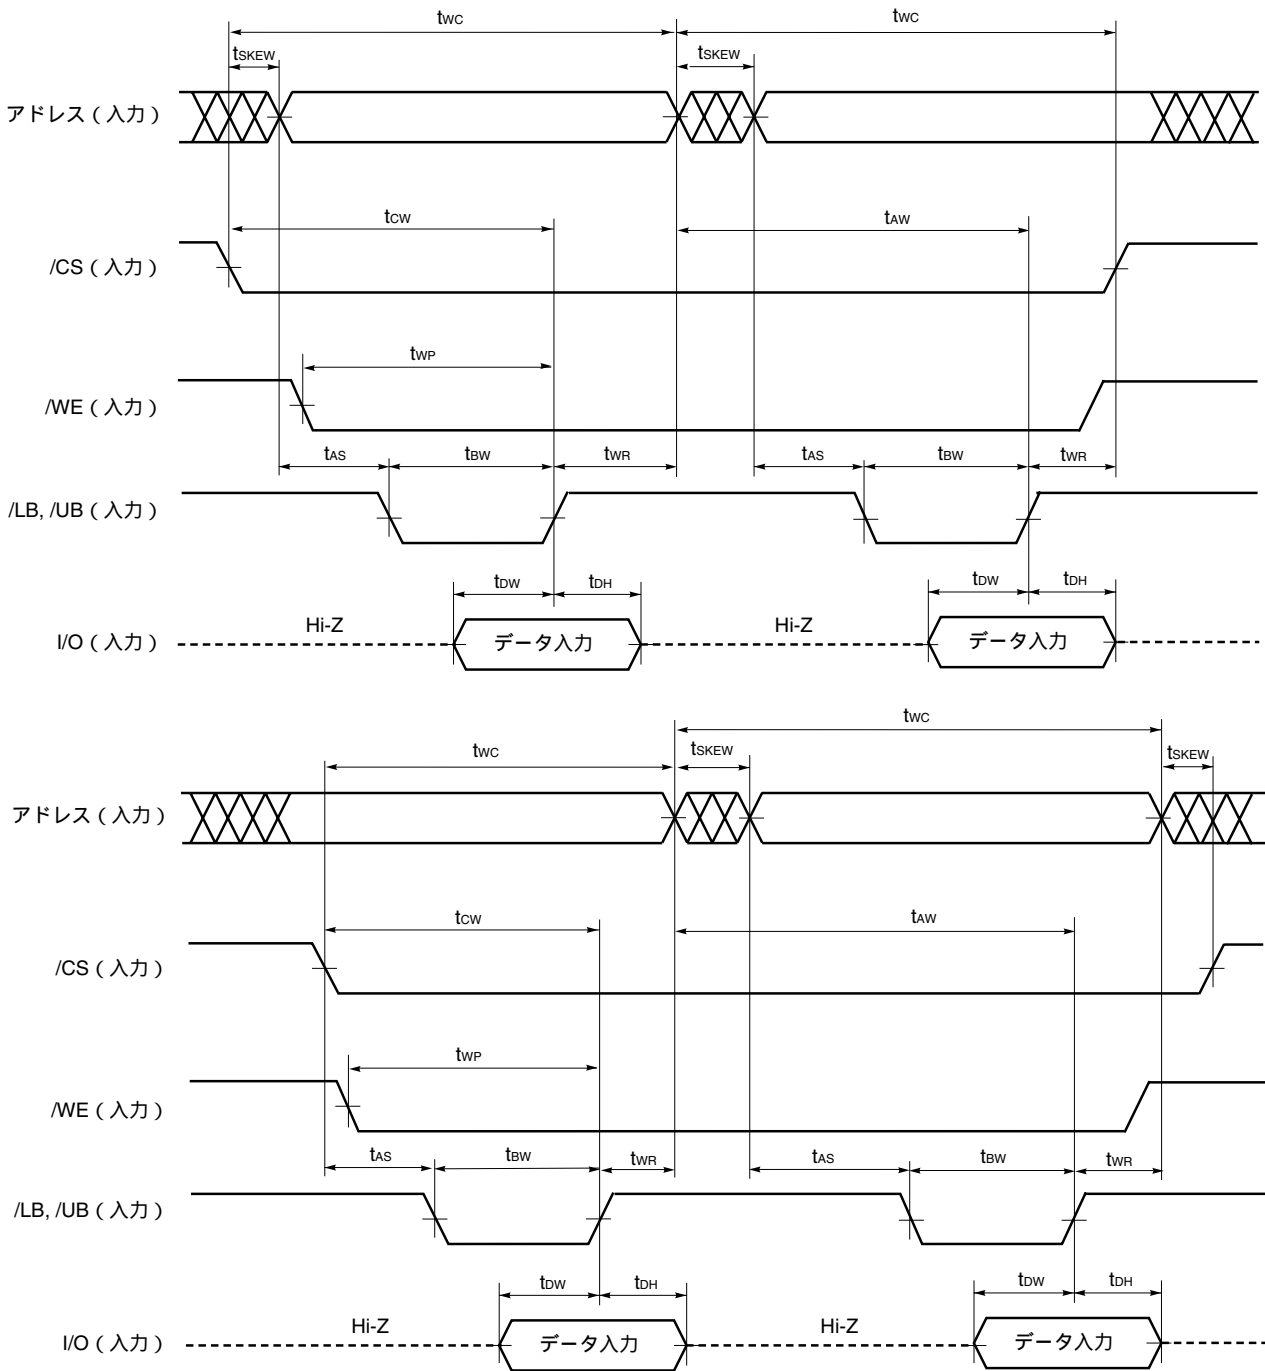 tWC tWC
tSKEW tSKEW
アドレス（入力）
tCW tAW
/CS（入力）
tWP
/WE（入力）
tAS tBW tWR tAS tBW tWR
/LB, /UB（入力）
tDW tDH tDW tDH
Hi-Z Hi-Z
I/O（入力） データ入力 データ入力
tWC
tWC tSKEW tSKEW
アドレス（入力）
tCW tAW
/CS（入力）
tWP
/WE（入力）
tAS tBW tWR tAS tBW tWR
/LB, /UB（入力）
tDW tDH tDW tDH
Hi-Z Hi-Z
I/O（入力） データ入力 データ入力